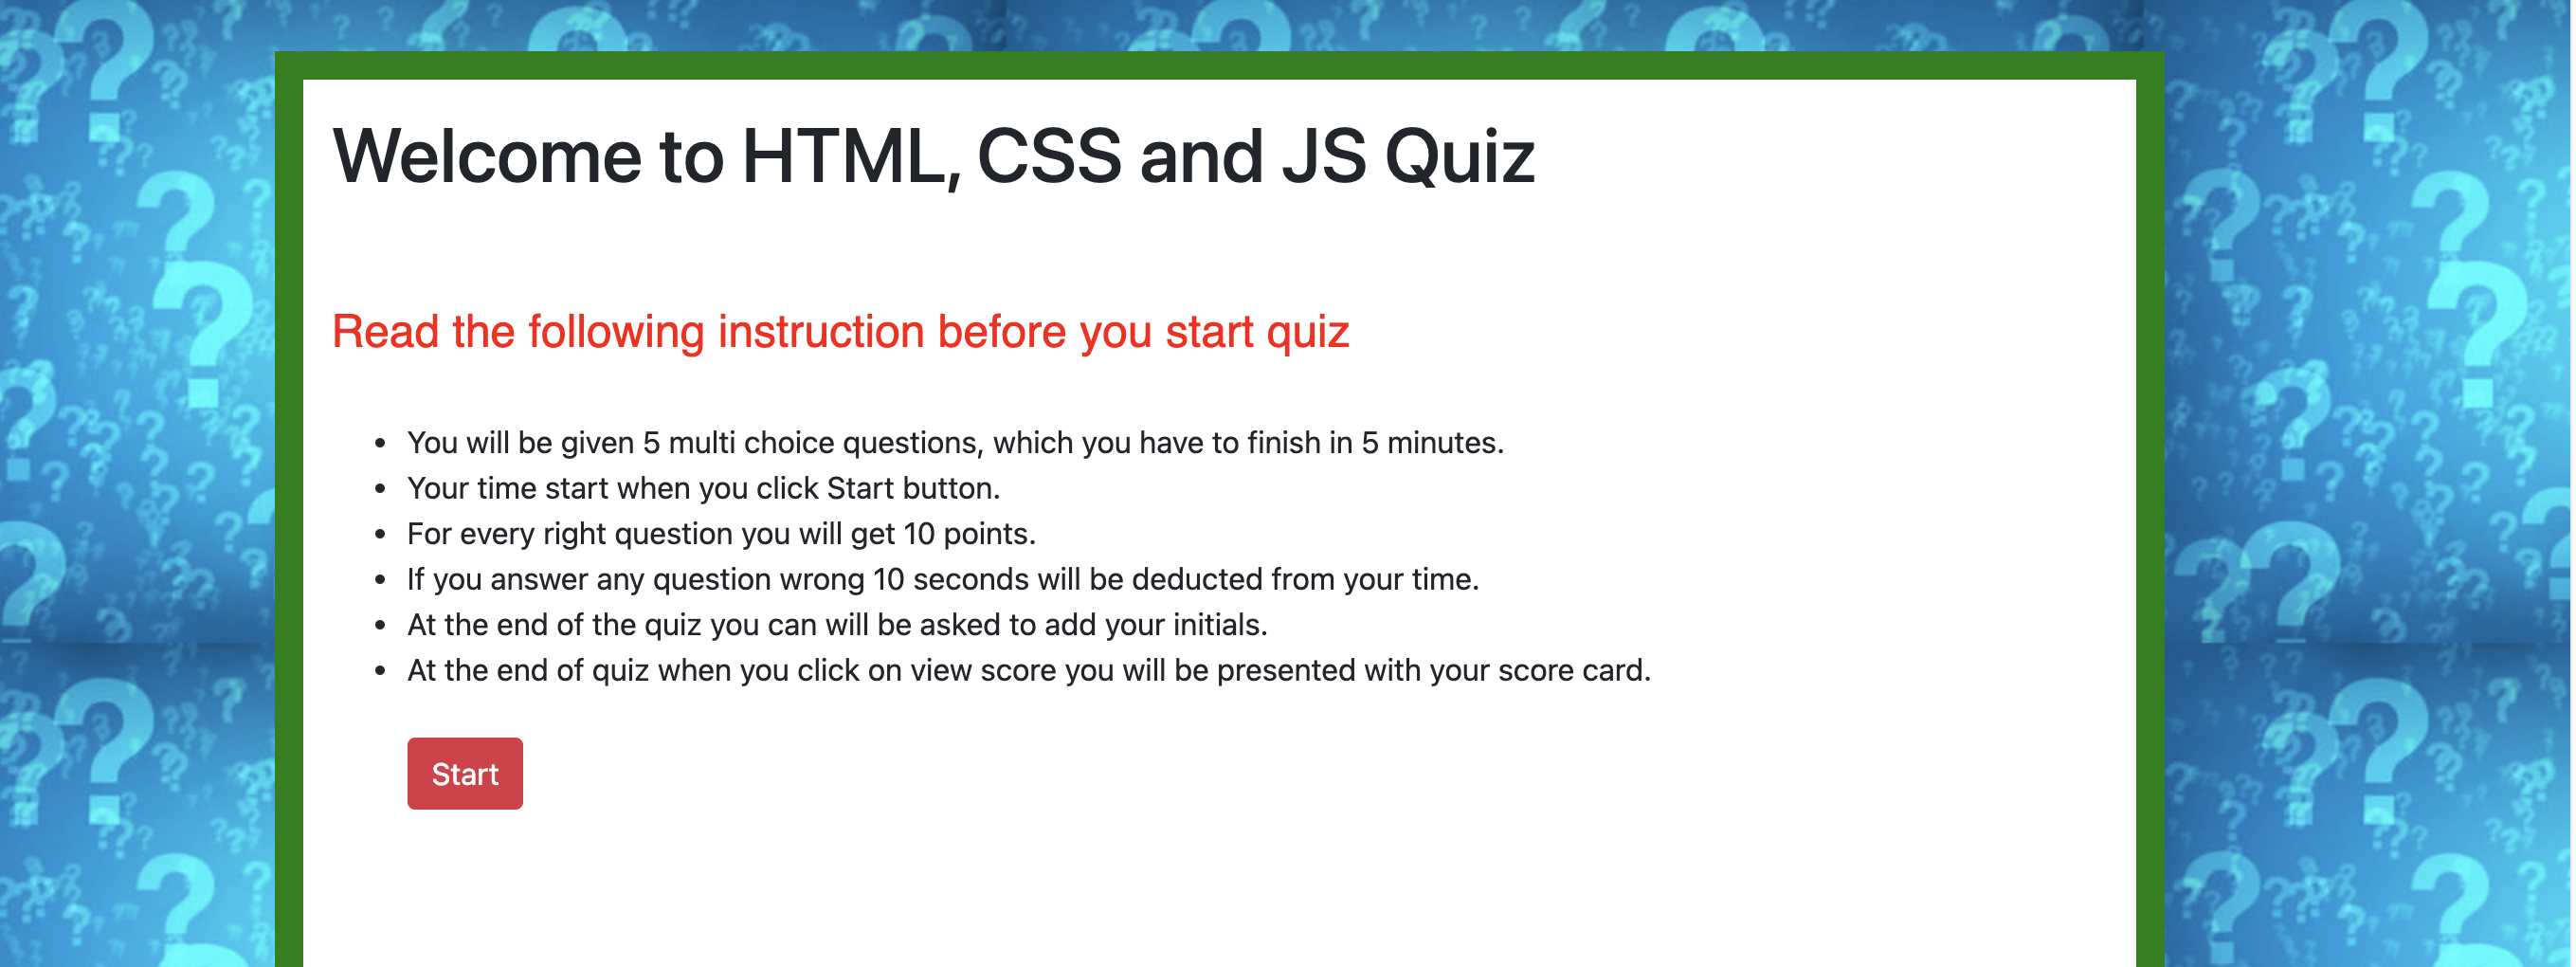 Welcome to HTML, CSS and JS Quiz
Read the following instruction before you start quiz
• You will be given 5 multi choice questions, which you have to finish in 5 minutes.
• Your time start when you click Start button.
• For every right question you will get 10 points.
• If you answer any question wrong 10 seconds will be deducted from your time.
• At the end of the quiz you can will be asked to add your initials.
• At the end of quiz when you click on view score you will be presented with your score card.
Start